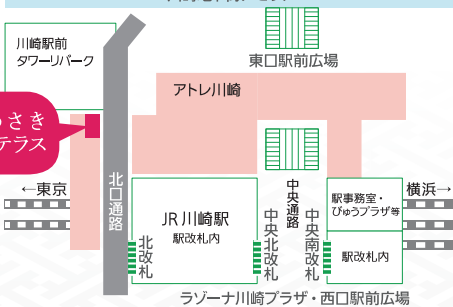 川崎駅前
タワーリパーク
東口駅前広場
アトレ川崎
さき
テラス
←東京
北口通路
中央通路
駅事務室・
びゅうプラザ等
横浜→
JR川崎駅
駅改札内
北改札
中央北改札
中央南改札
駅改札内
ラゾーナ川崎プラザ・西口駅前広場